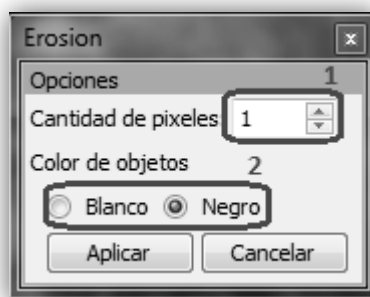 Erosion x
Opciones 1
Cantidad de pixeles 1
Color de objetos 2
Blanco Negro
Aplicar Cancelar